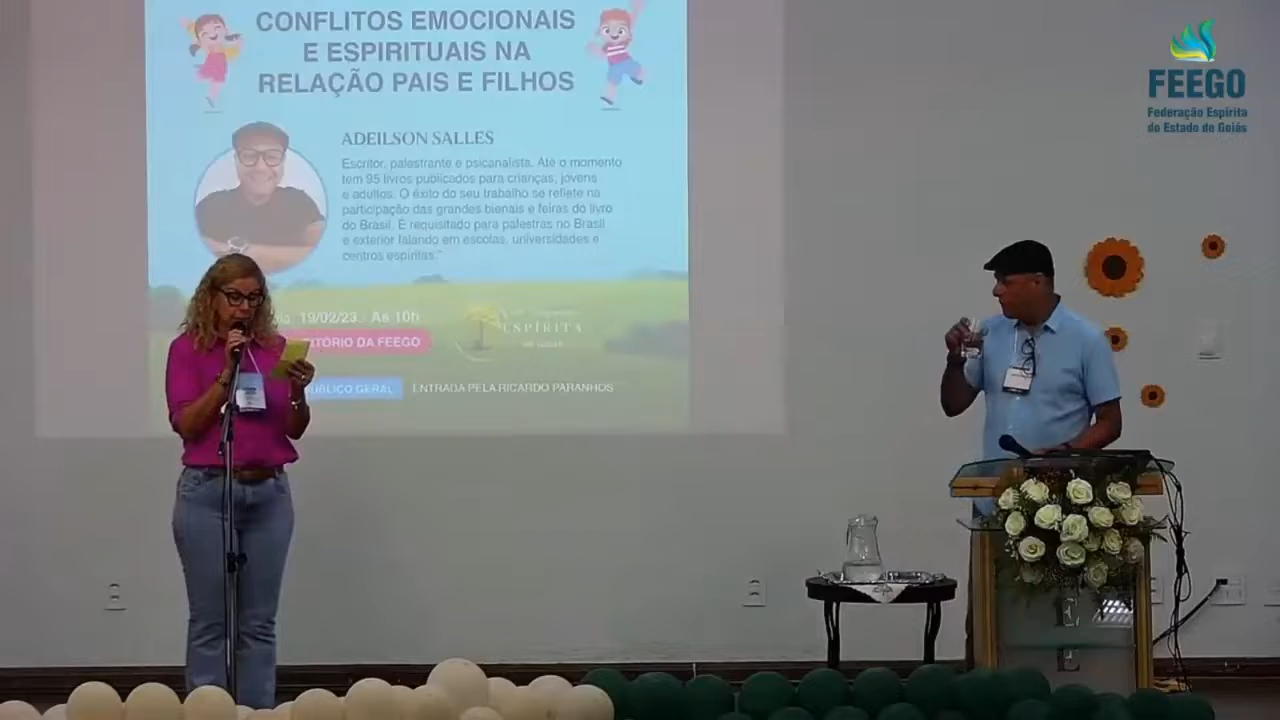 CONFLITOS EMOCIONAIS
E ESPIRITUAIS NA
RELAÇÃO PAIS E FILHOS
ADEILSON SALLES
Escritor, palestrante e psicanalista. Até o momento
tem 95 livros publicados para crianças, jovens
e adultos. O êxito do seu trabalho se reflete na
participação das grandes bienais e feiras do livro
do Brasil. É requisitado para palestras no Brasil
e exterior falando em escolas, universidades e
centros espíritas."
19/02/23. Às 10h
TÓRIO DA FEEGO
ESPÍRITA
PÚBLICO GERAL
ENTRADA PELA RICARDO PARANHOS
FEEGO
Federação Espírita
do Estado de Goiás